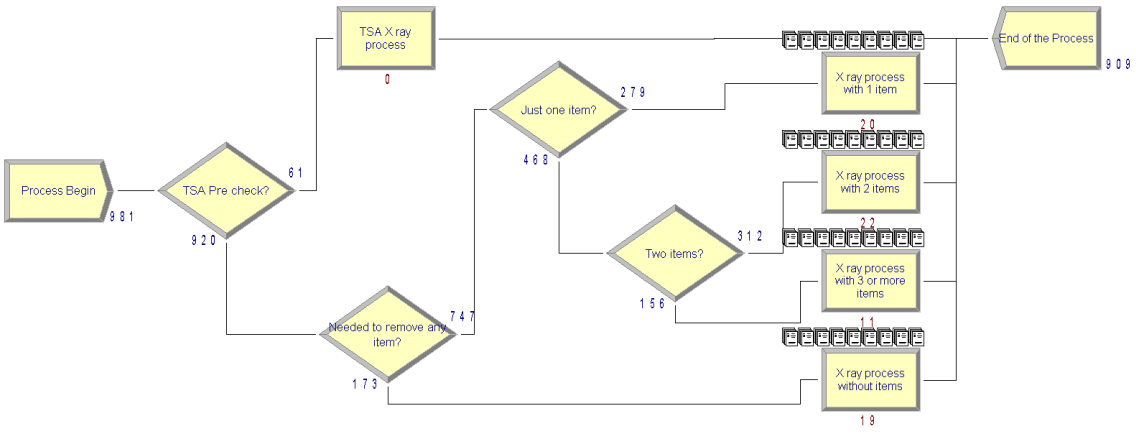 TSA X ray
process
0
End of the Process
909
Just one item?
279
468
X ray process
with 1 item
20
Process Begin
981
TSA Pre check?
61
920
X ray process
with 2 items
22
Two items?
312
156
X ray process
with 3 or more
items
11
Needed to remove any
item?
747
173
X ray process
without items
19